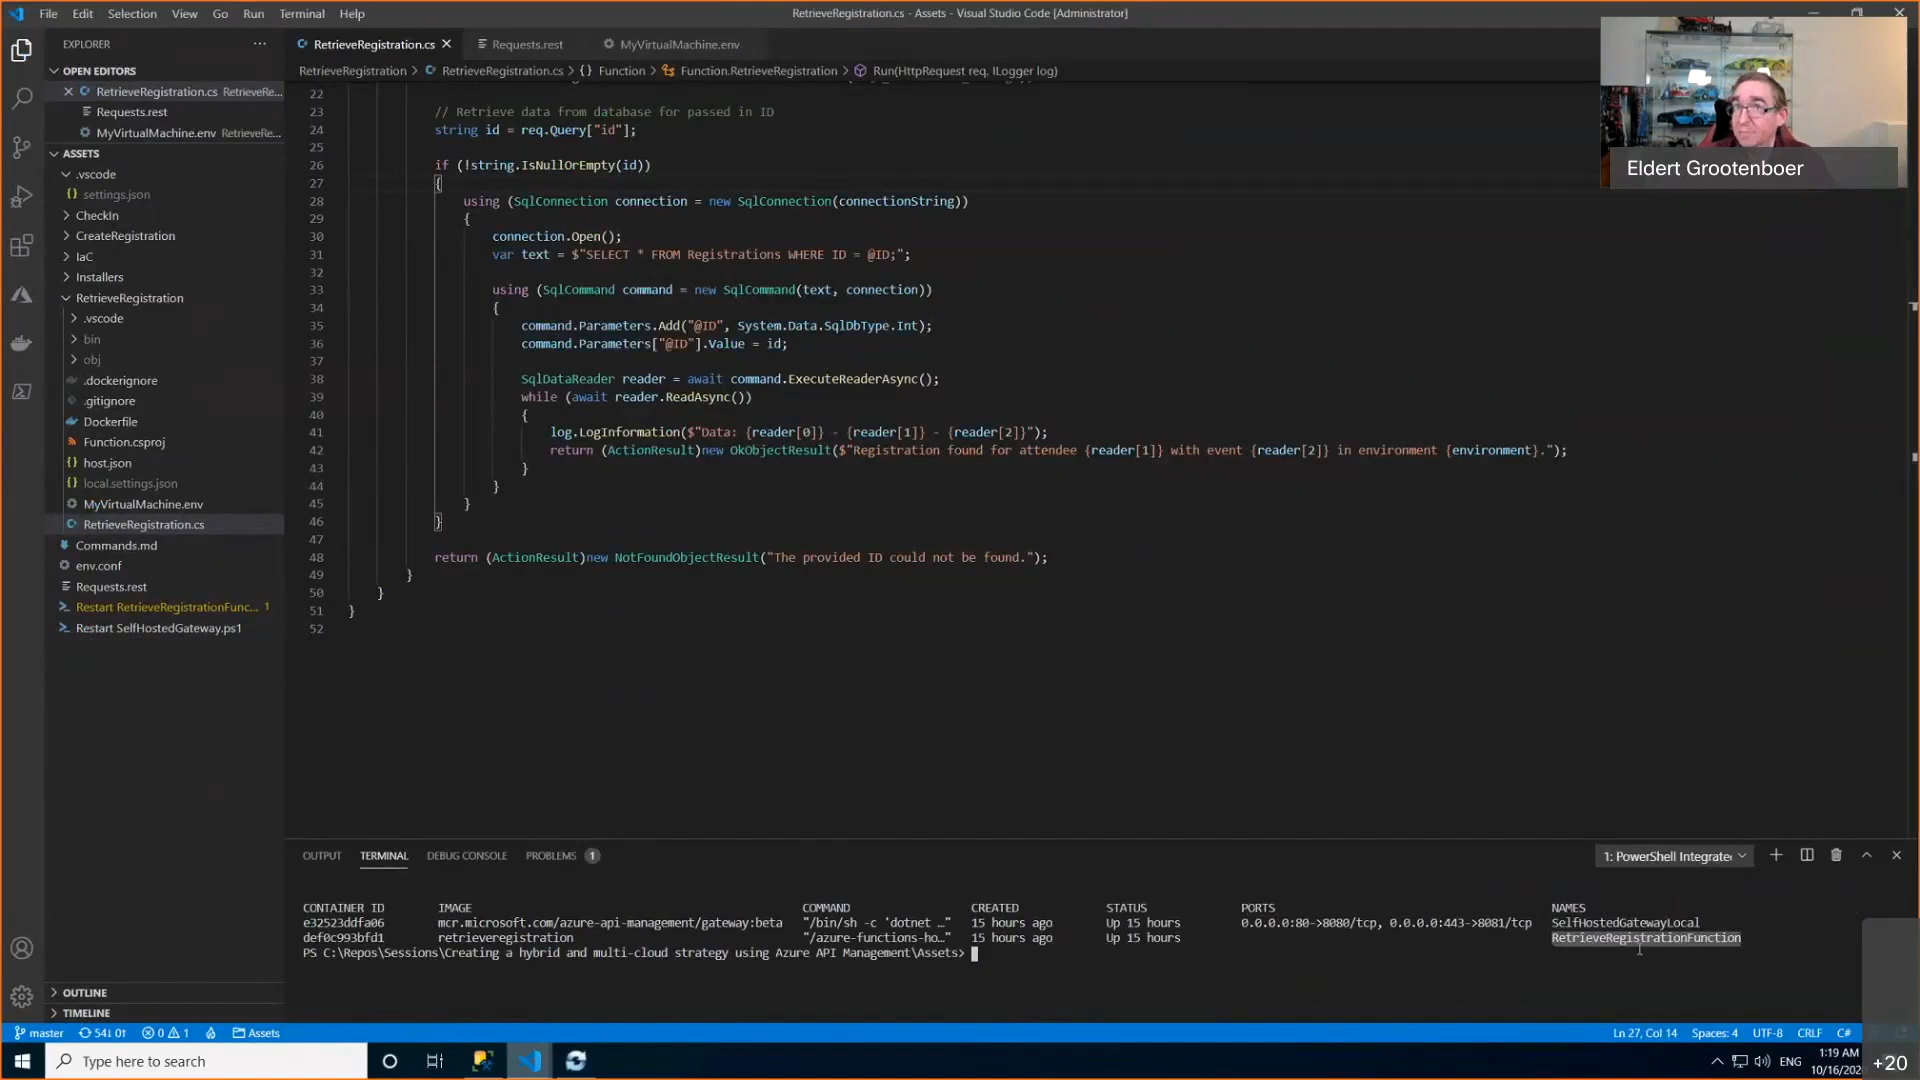 File Edit Selection View Go Run Terminal Help
RetrieveRegistration.cs - Assets - Visual Studio Code [Administrator]
EXPLORER
OPEN EDITORS
RetrieveRegistration.cs RetrieveRe...
Requests.rest
MyVirtualMachine.env RetrieveRe...
ASSETS
.vscode
settings.json
CheckIn
CreateRegistration
IaC
Installers
RetrieveRegistration
.vscode
bin
obj
.dockerignore
.gitignore
Dockerfile
Function.csproj
host.json
local.settings.json
MyVirtualMachine.env
RetrieveRegistration.cs
Commands.md
env.conf
Requests.rest
Restart RetrieveRegistrationFunc... 1
Restart SelfHostedGateway.ps1
OUTLINE
TIMELINE
RetrieveRegistration.cs Requests.rest MyVirtualMachine.env
RetrieveRegistration > RetrieveRegistration.cs > {} Function > Function.RetrieveRegistration > Run(HttpRequest req, ILogger log)
22
23 // Retrieve data from database for passed in ID
24 string id = req.Query["id"];
25
26 if (!string.IsNullOrEmpty(id))
27 {
28 using (SqlConnection connection = new SqlConnection(connectionString))
29 {
30 connection.Open();
31 var text = $"SELECT * FROM Registrations WHERE ID = @ID;";
32
33 using (SqlCommand command = new SqlCommand(text, connection))
34 {
35 command.Parameters.Add("@ID", System.Data.SqlDbType.Int);
36 command.Parameters["@ID"].Value = id;
37
38 SqlDataReader reader = await command.ExecuteReaderAsync();
39 while (await reader.ReadAsync())
40 {
41 log.LogInformation($"Data: {reader[0]} - {reader[1]} - {reader[2]}");
42 return (ActionResult)new OkObjectResult($"Registration found for attendee {reader[1]} with event {reader[2]} in environment {environment}.");
43 }
44 }
45 }
46 }
47
48 return (ActionResult)new NotFoundObjectResult("The provided ID could not be found.");
49 }
50 }
51 }
52
Eldert Grootenboer
OUTPUT TERMINAL DEBUG CONSOLE PROBLEMS 1
1: PowerShell Integrate
CONTAINER ID IMAGE COMMAND CREATED STATUS PORTS NAMES
e32523ddfa06 mcr.microsoft.com/azure-api-management/gateway:beta "/bin/sh -c 'dotnet …" 15 hours ago Up 15 hours 0.0.0.0:80->8080/tcp, 0.0.0.0:443->8081/tcp SelfHostedGatewayLocal
def0c993bfd1 retrieveregistration "/azure-functions-ho…" 15 hours ago Up 15 hours RetrieveRegistrationFunction
PS C:\Repos\Sessions\Creating a hybrid and multi-cloud strategy using Azure API Management\Assets>
master 54↓ 0↑ 0 1 Assets
Ln 27, Col 14 Spaces: 4 UTF-8 CRLF C#
Type here to search
ENG
1:19 AM
10/16/202
+20